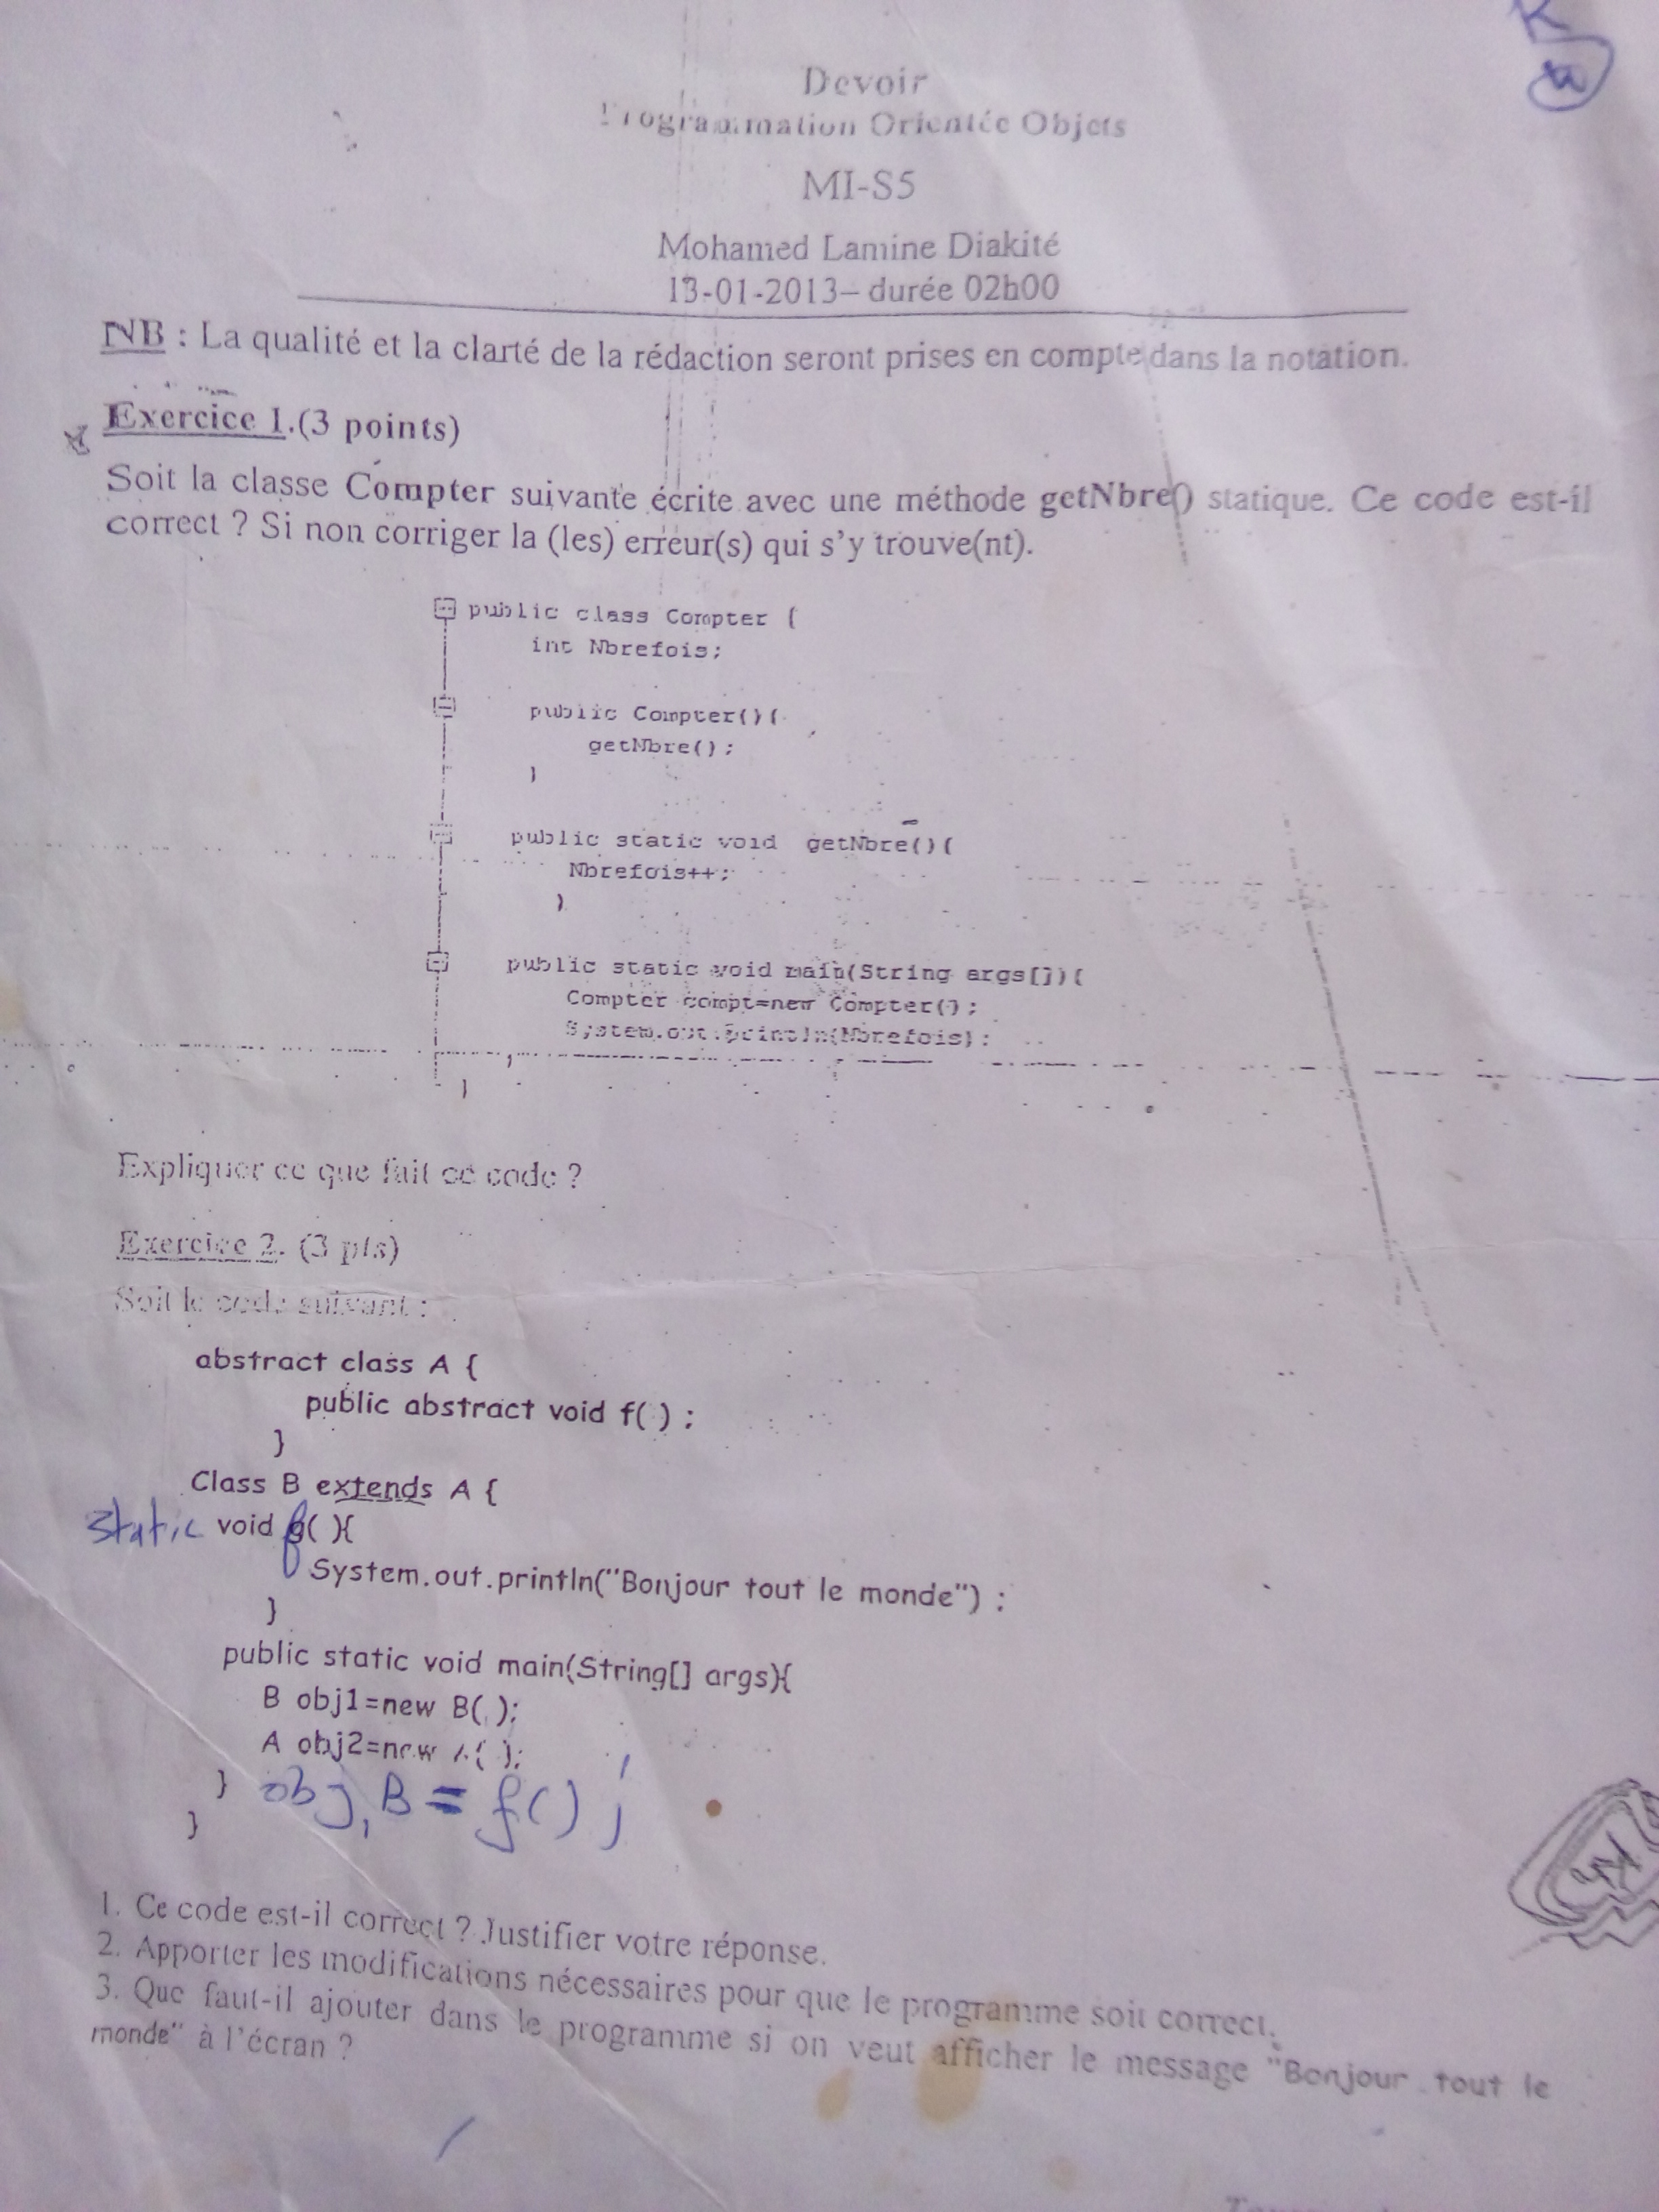 Devoir
Programmation Orientée Objets
MI-S5
Mohamed Lamine Diakité
13-01-2013– durée 02h00
NB : La qualité et la clarté de la rédaction seront prises en compte dans la notation.
Exercice 1.(3 points)
Soit la classe Compter suivante écrite avec une méthode getNbre() statique. Ce code est-il
correct ? Si non corriger la (les) erreur(s) qui s'y trouve(nt).
public class Compter {
int Nbrefois;
public Compter(){
getNbre();
}
public static void getNbre(){
Nbrefois++;
}
public static void main(String args[]){
Compter compt=new Compter();
System.out.println(Nbrefois);
}
}
Expliquer ce que fait ce code ?
Exercice 2. (3 pts)
Soit le code suivant :
abstract class A {
public abstract void f( ) ;
}
Class B extends A {
static void f( ){
System.out.println("Bonjour tout le monde") ;
}
public static void main(String[] args){
B obj1=new B( );
A obj2=new A( );
} obj, B = f() ;
}
1. Ce code est-il correct ? Justifier votre réponse.
2. Apporter les modifications nécessaires pour que le programme soit correct.
3. Que faut-il ajouter dans le programme si on veut afficher le message "Bonjour tout le
monde" à l'écran ?